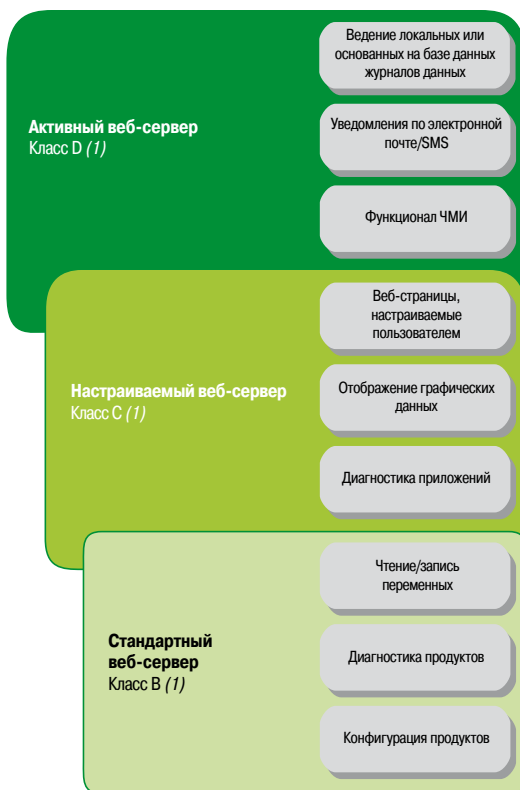 Ведение локальных или
основанных на базе данных
журналов данных
Активный веб-сервер
Класс D (1)
Уведомления по электронной
почте/SMS
Функционал ЧМИ
Веб-страницы,
настраиваемые
пользователем
Настраиваемый веб-сервер
Класс C (1)
Отображение графических
данных
Диагностика приложений
Чтение/запись
переменных
Стандартный
веб-сервер
Класс B (1)
Диагностика продуктов
Конфигурация продуктов